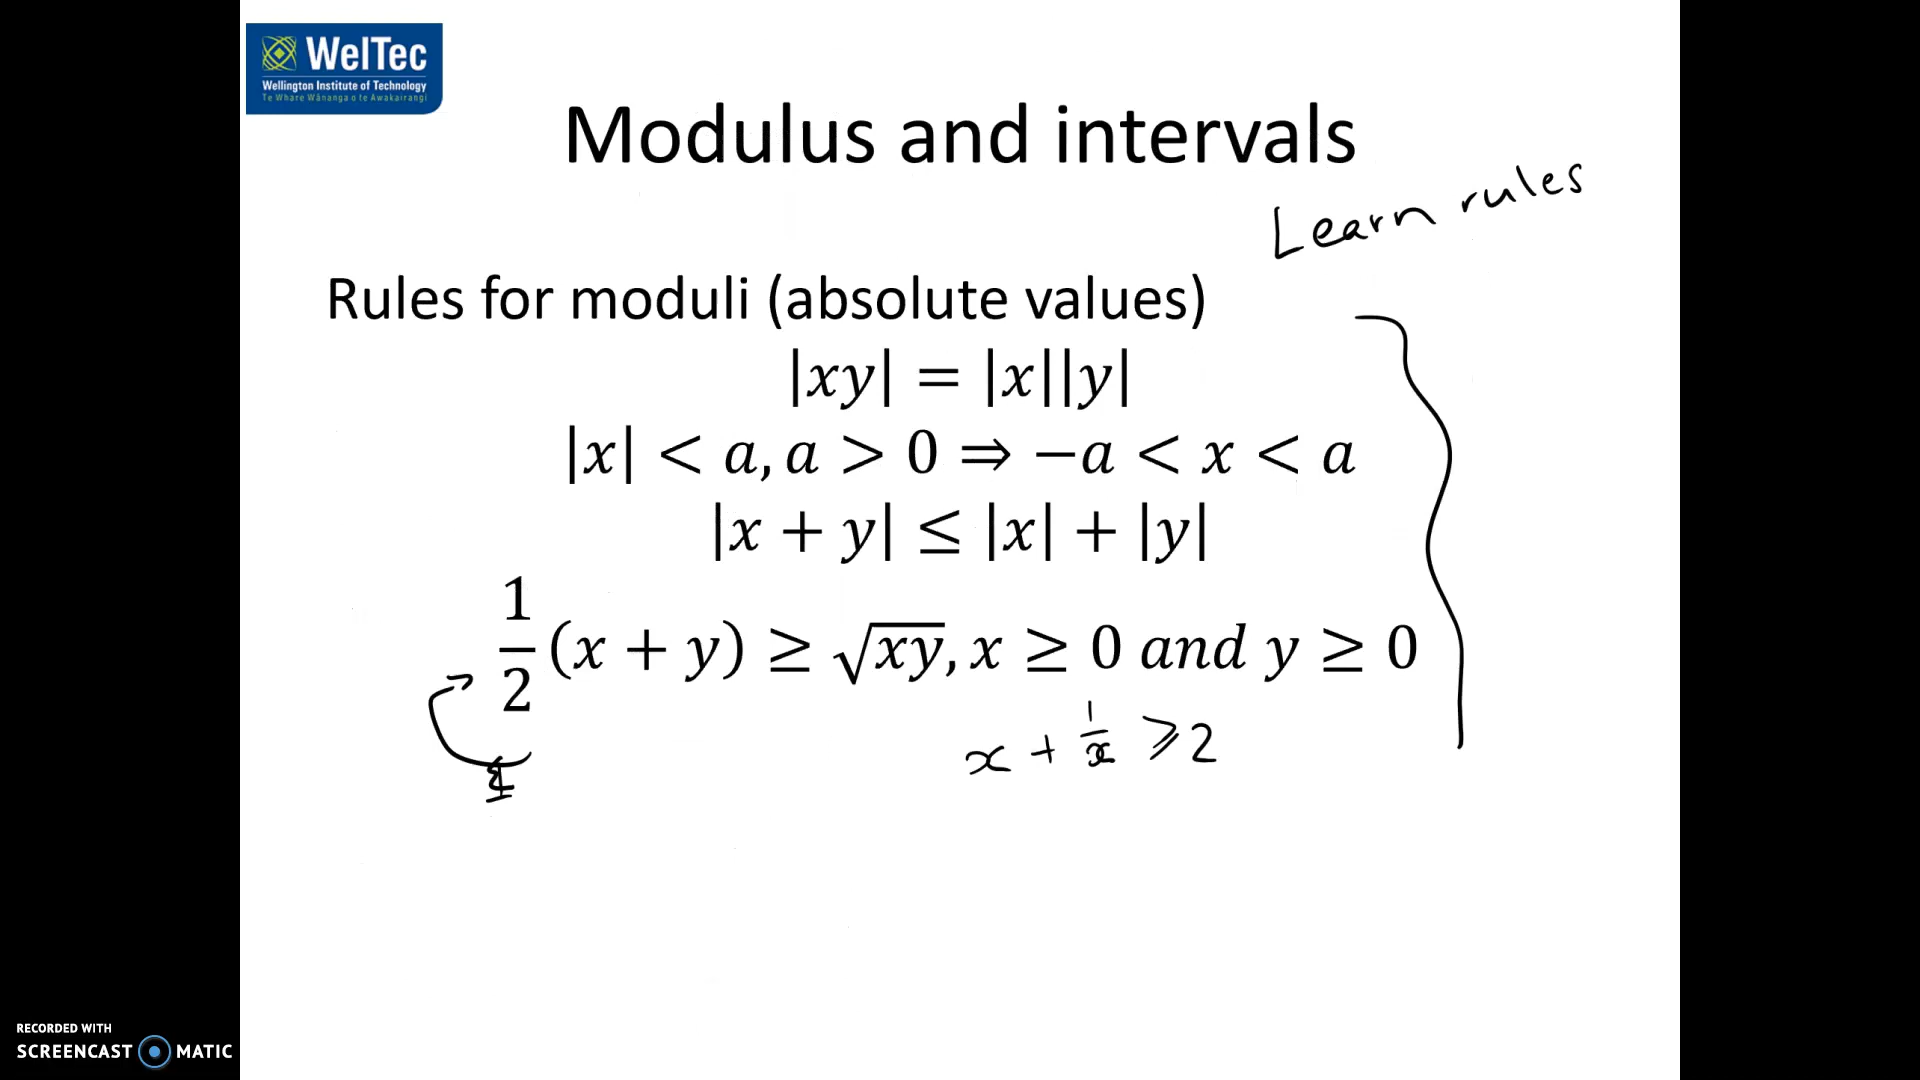 WelTec
Wellington Institute of Technology
Te Whare Wānanga o te Awakairangi
Modulus and intervals
Learn rules
Rules for moduli (absolute values)
|xy| = |x||y|
|x| < a, a > 0 ⇒ −a < x < a
|x + y| ≤ |x| + |y|
1/2 (x + y) ≥ √xy, x ≥ 0 and y ≥ 0
x + 1/x ≥ 2
RECORDED WITH
SCREENCAST MATIC